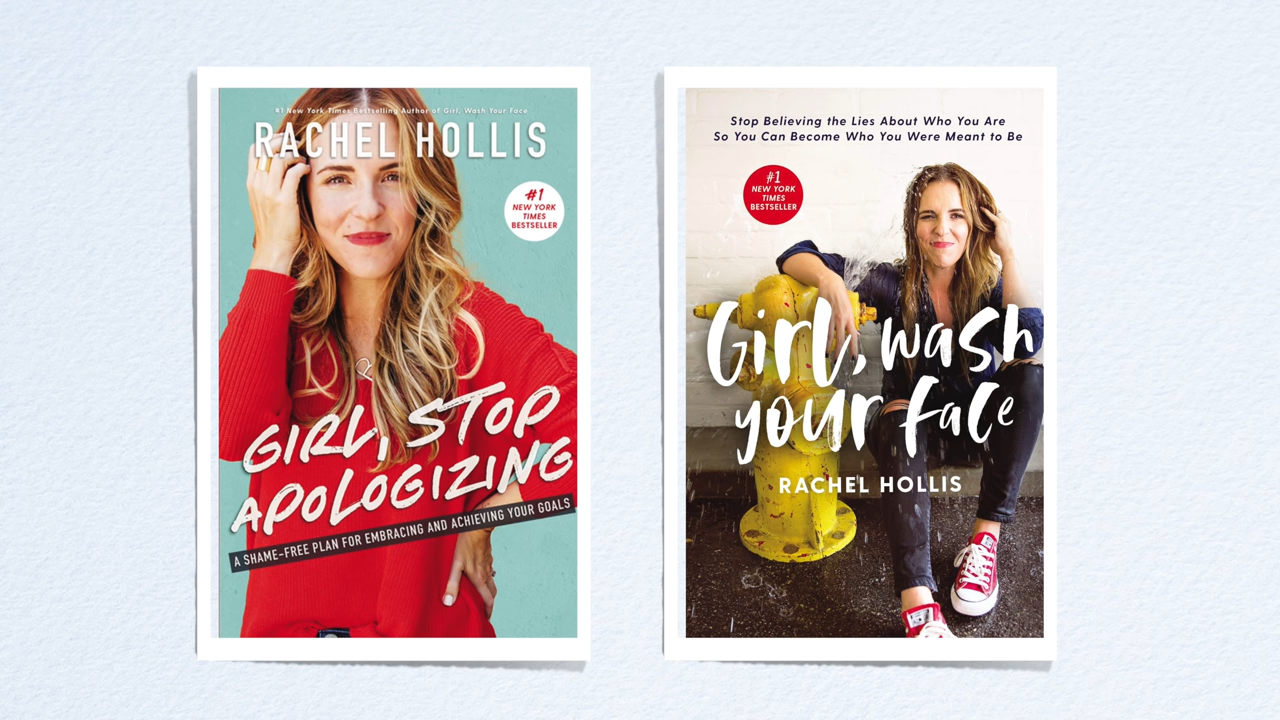 #1 New York Times Bestselling Author of Girl, Wash Your Face
RACHEL HOLLIS
#1
NEW YORK
TIMES
BESTSELLER
GIRL, STOP
APOLOGIZING
A SHAME-FREE PLAN FOR EMBRACING AND ACHIEVING YOUR GOALS
Stop Believing the Lies About Who You Are
So You Can Become Who You Were Meant to Be
#1
NEW YORK
TIMES
BESTSELLER
Girl, wash
your face
RACHEL HOLLIS